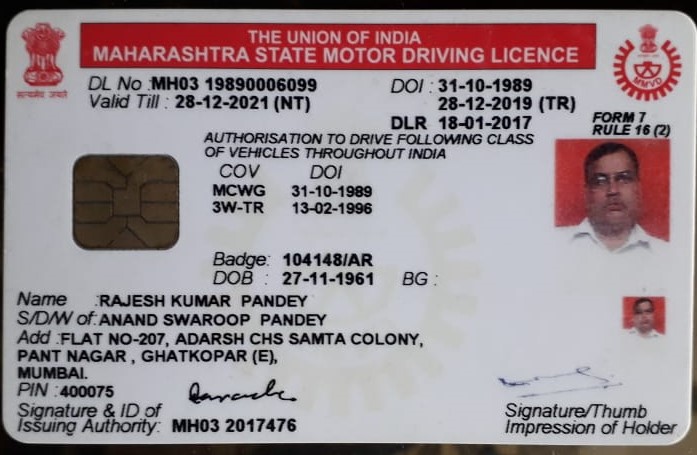 THE UNION OF INDIA
MAHARASHTRA STATE MOTOR DRIVING LICENCE
सत्यमेव जयते
MMVD
DL No :MH03 19890006099 DOI : 31-10-1989
Valid Till : 28-12-2021 (NT) 28-12-2019 (TR)
DLR 18-01-2017
FORM 7
RULE 16 (2)
AUTHORISATION TO DRIVE FOLLOWING CLASS
OF VEHICLES THROUGHOUT INDIA
COV DOI
MCWG 31-10-1989
3W-TR 13-02-1996
Badge: 104148/AR
DOB : 27-11-1961 BG :
Name :RAJESH KUMAR PANDEY
S/D/W of:ANAND SWAROOP PANDEY
Add :FLAT NO-207, ADARSH CHS SAMTA COLONY,
PANT NAGAR , GHATKOPAR (E),
MUMBAI.
PIN :400075
Signature & ID of
Issuing Authority: MH03 2017476
Signature/Thumb
Impression of Holder